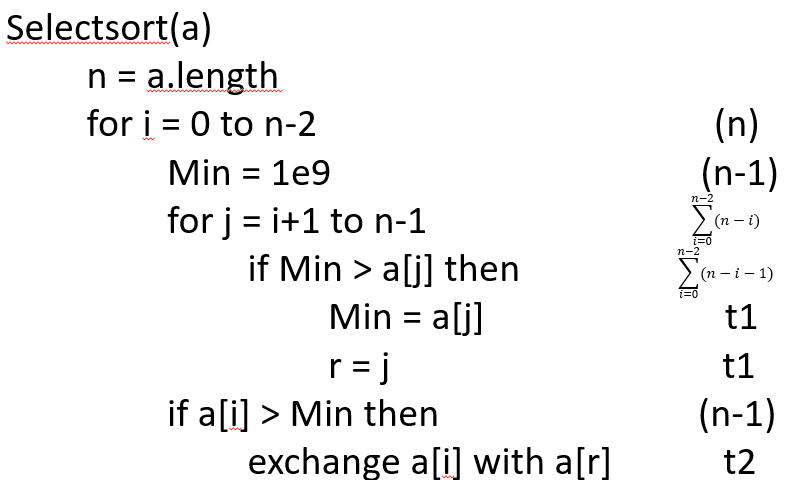 Selectsort(a)
n = a.length
for i = 0 to n-2 (n)
Min = 1e9 (n-1)
for j = i+1 to n-1 \sum_{i=0}^{n-2}(n − i)
if Min > a[j] then \sum_{i=0}^{n-2}(n − i − 1)
Min = a[j] t1
r = j t1
if a[i] > Min then (n-1)
exchange a[i] with a[r] t2